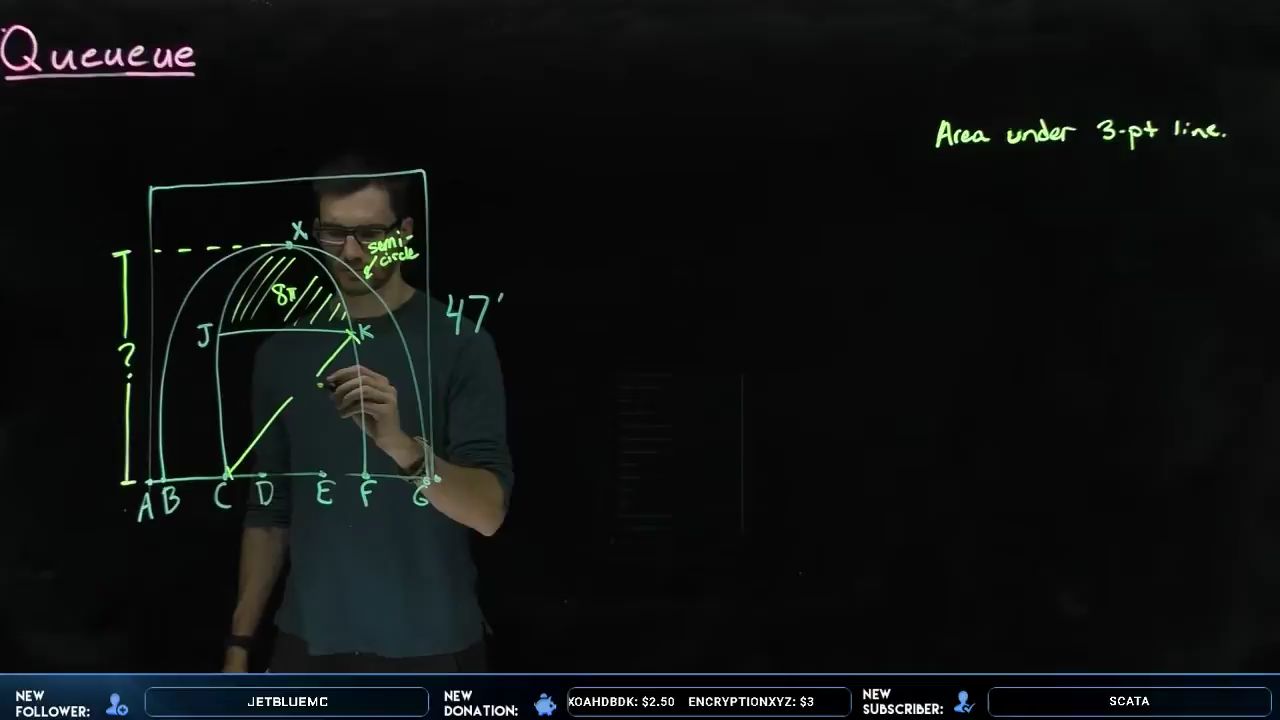 Queueue
Area under 3-pt line.
X
semi-
circle
8π
47'
J
K
?
A B C D E F G
NEW
FOLLOWER:
JETBLUEMC
NEW
DONATION:
XOAHDBDK: $2.50 ENCRYPTIONXYZ: $3
NEW
SUBSCRIBER:
SCATA